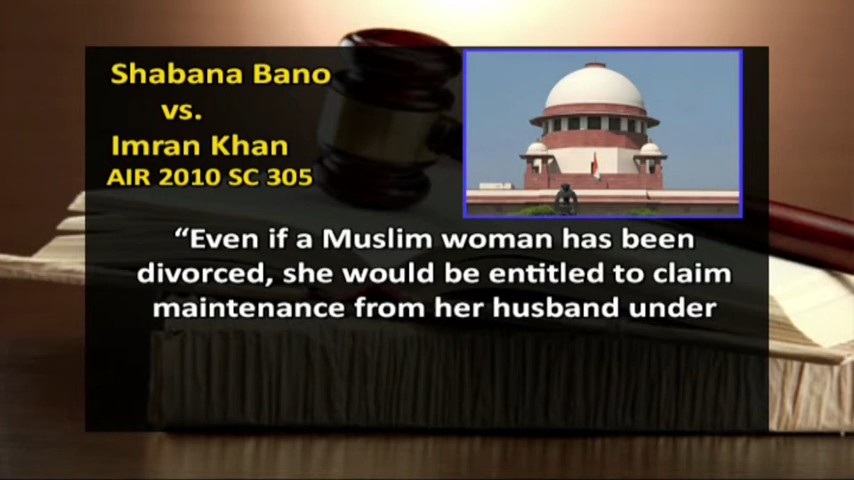 Shabana Bano
vs.
Imran Khan
AIR 2010 SC 305
“Even if a Muslim woman has been
divorced, she would be entitled to claim
maintenance from her husband under